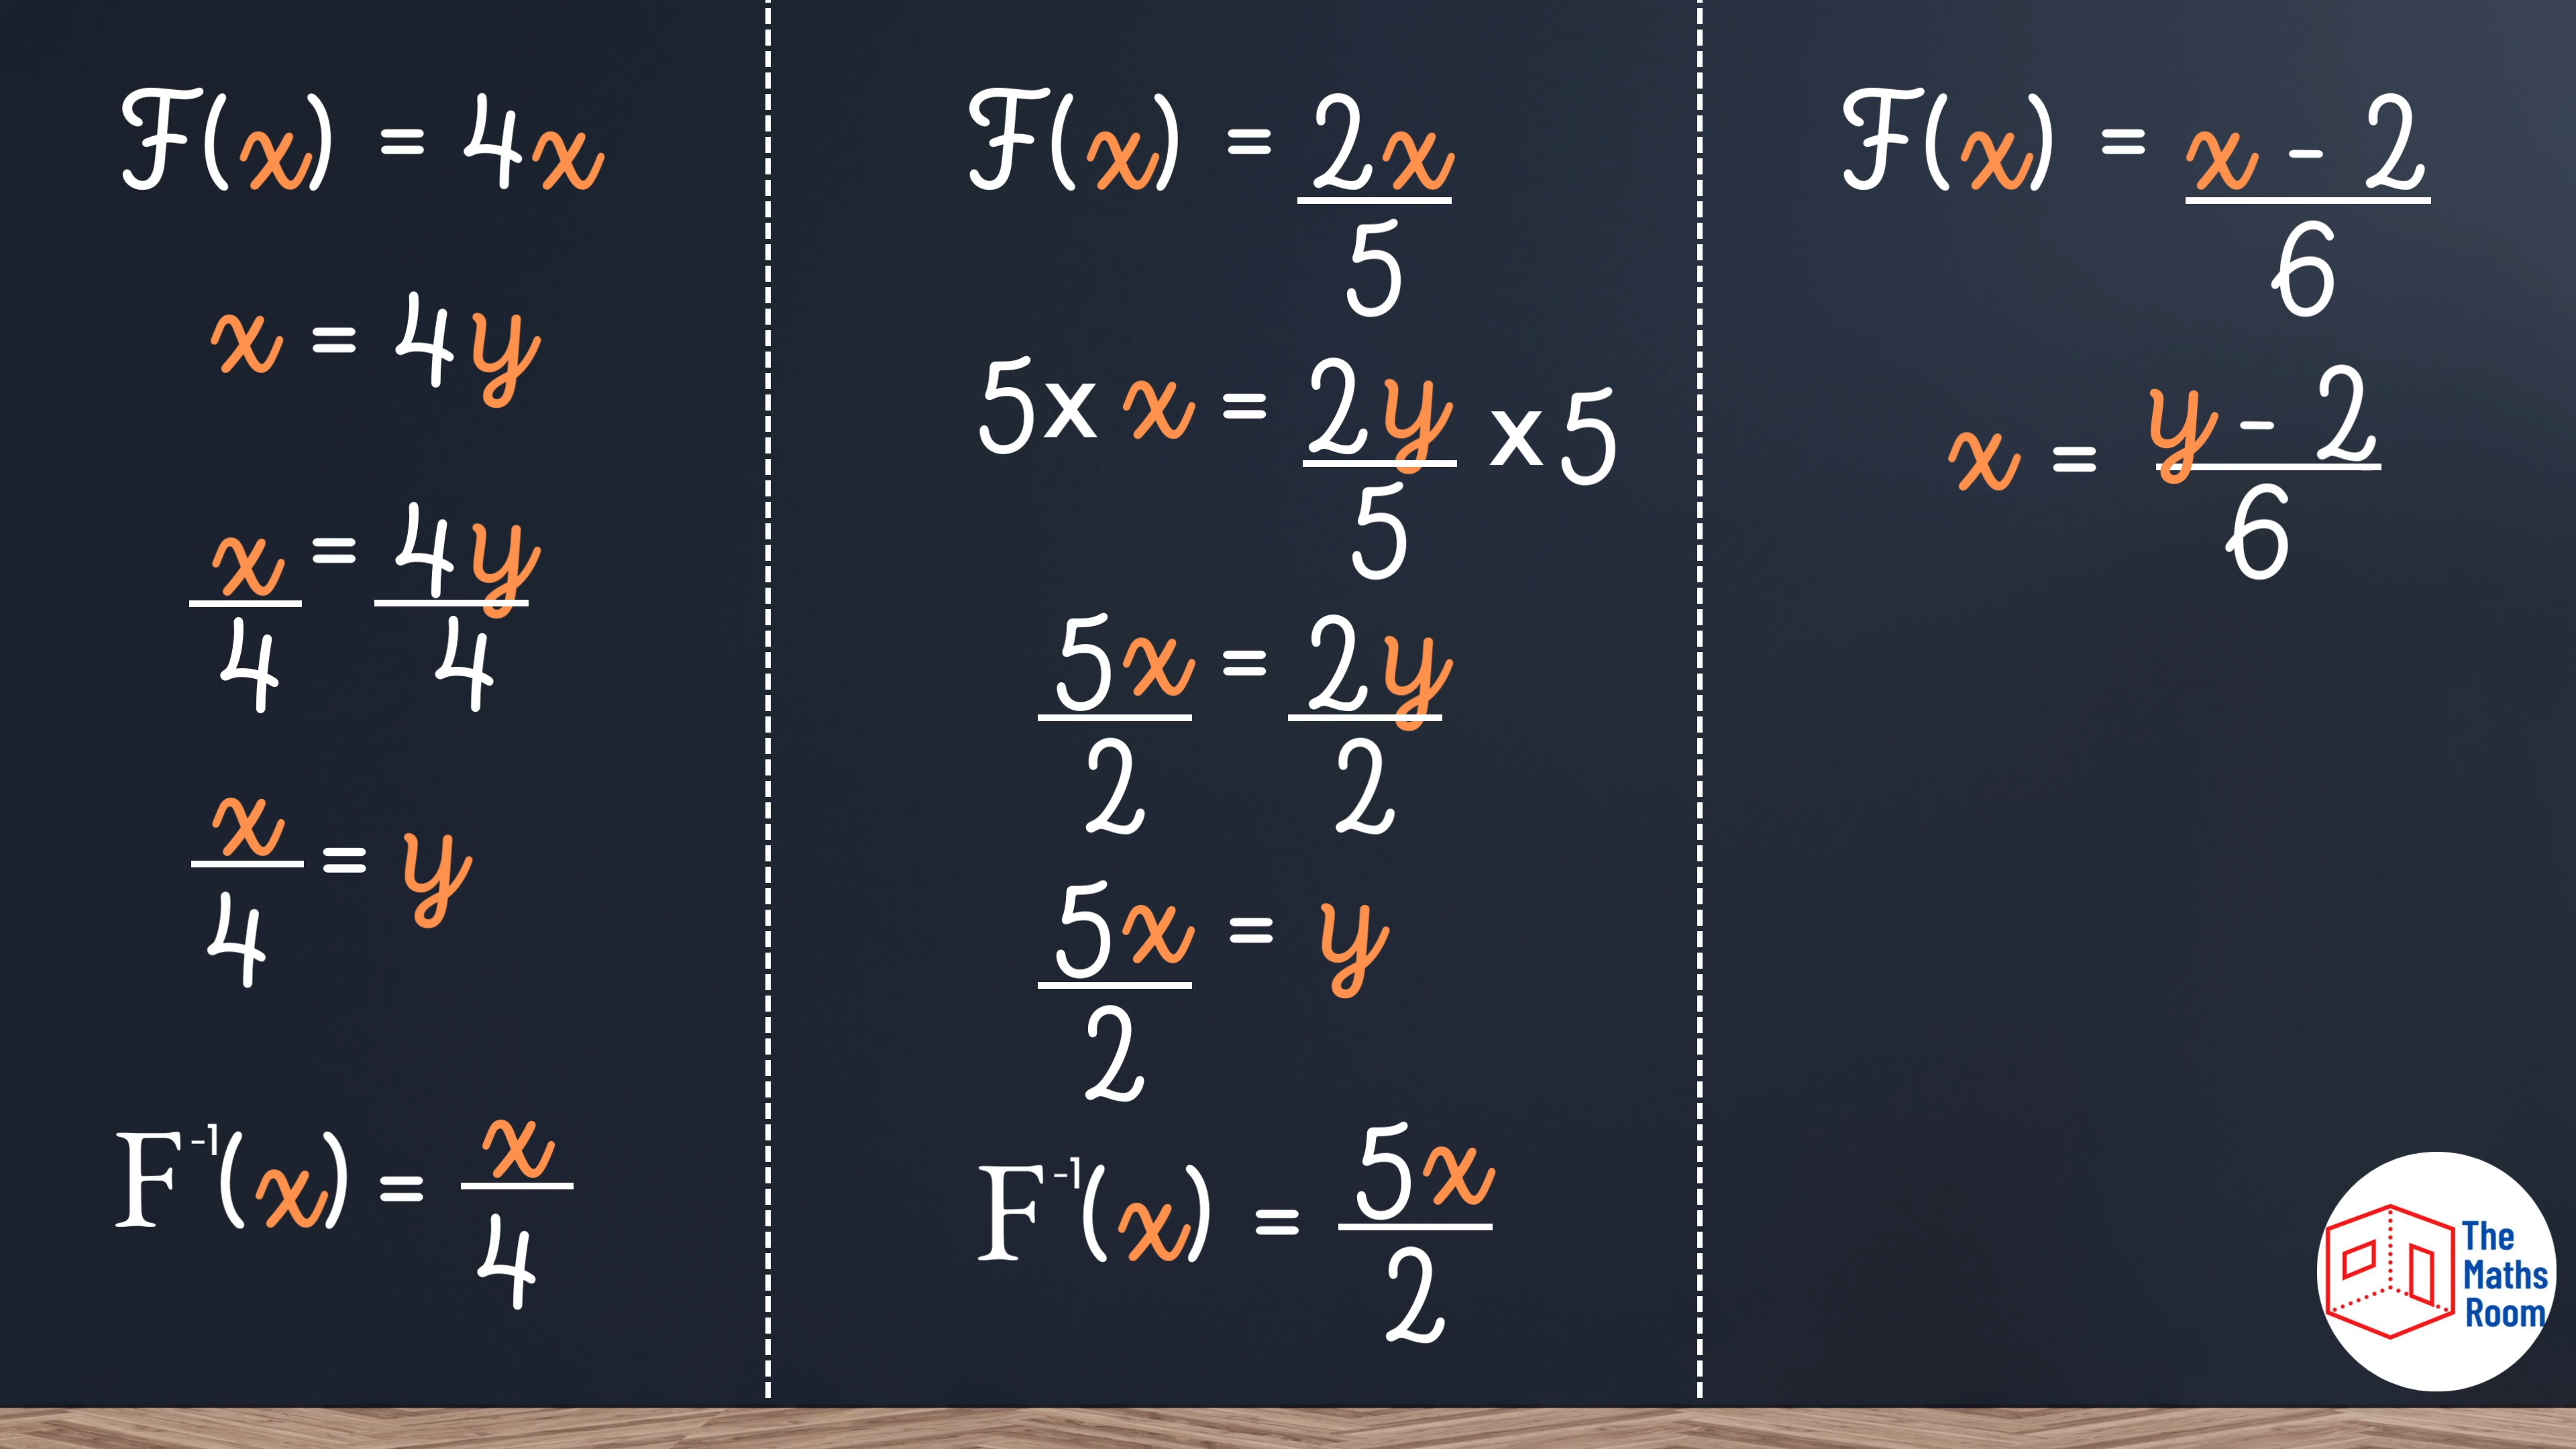 F(x) = 4x
x = 4y
x/4 = 4y/4
x/4 = y
F⁻¹(x) = x/4
F(x) = 2x/5
5x x = 2y/5 x5
5x/2 = 2y/2
5x/2 = y
F⁻¹(x) = 5x/2
F(x) = x - 2/6
x = y - 2/6
The
Maths
Room